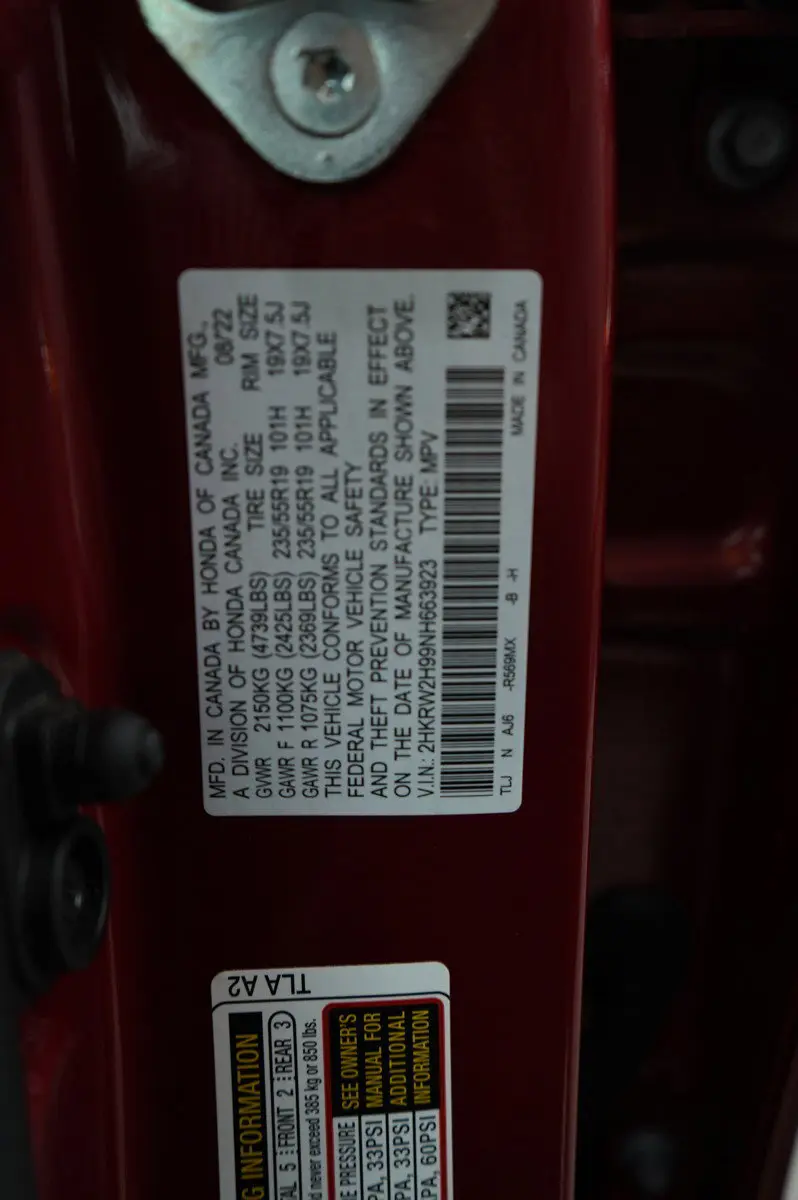 MFD. IN CANADA BY HONDA OF CANADA MFG.,
A DIVISION OF HONDA CANADA INC. 08/22
GVWR 2150KG (4739LBS) TIRE SIZE RIM SIZE
GAWR F 1100KG (2425LBS) 235/55R19 101H 19X7.5J
GAWR R 1075KG (2369LBS) 235/55R19 101H 19X7.5J
THIS VEHICLE CONFORMS TO ALL APPLICABLE
FEDERAL MOTOR VEHICLE SAFETY
AND THEFT PREVENTION STANDARDS IN EFFECT
ON THE DATE OF MANUFACTURE SHOWN ABOVE.
V.I.N.: 2HKRW2H99NH663923 TYPE: MPV
TLJ N AJ6 -R569MX -B -H MADE IN CANADA
TLA A2
G INFORMATION
TAL 5 FRONT 2 REAR 3
d never exceed 385 kg or 850 lbs.
RE PRESSURE SEE OWNER'S
PA, 33PSI MANUAL FOR
PA, 33PSI ADDITIONAL
PA, 60PSI INFORMATION